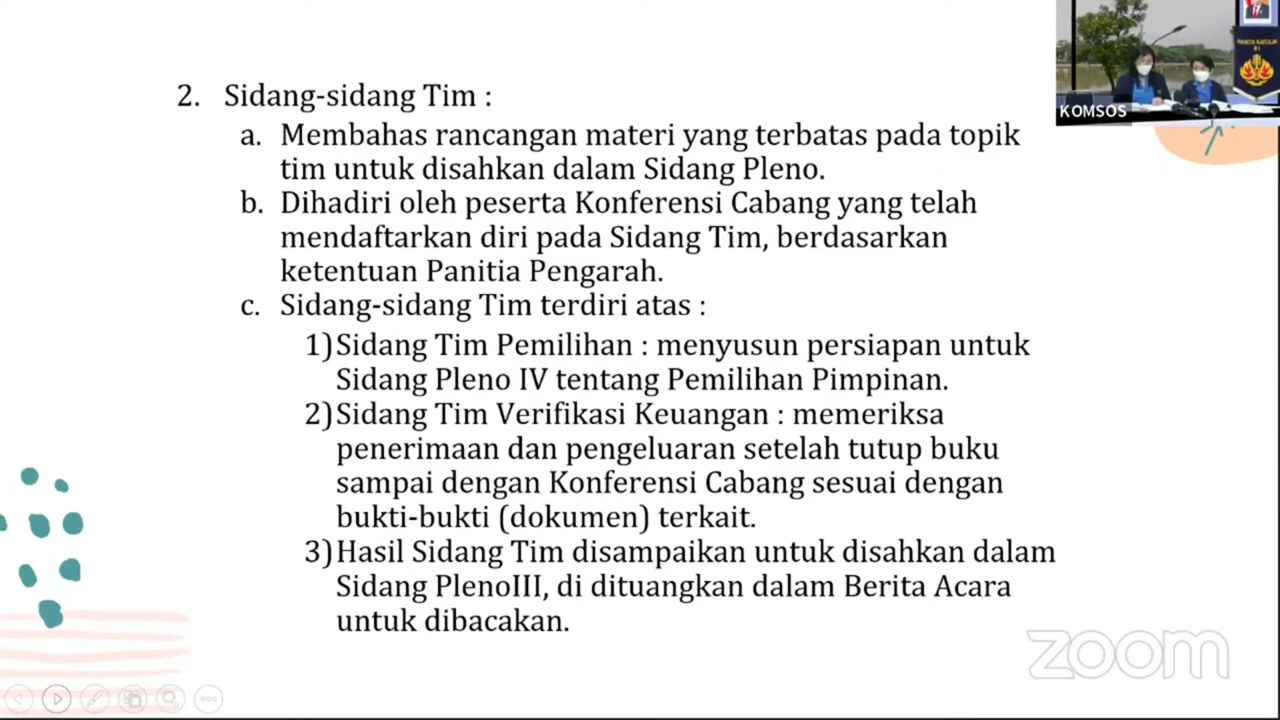 2. Sidang-sidang Tim :
a. Membahas rancangan materi yang terbatas pada topik
tim untuk disahkan dalam Sidang Pleno.
b. Dihadiri oleh peserta Konferensi Cabang yang telah
mendaftarkan diri pada Sidang Tim, berdasarkan
ketentuan Panitia Pengarah.
c. Sidang-sidang Tim terdiri atas :
1)Sidang Tim Pemilihan : menyusun persiapan untuk
Sidang Pleno IV tentang Pemilihan Pimpinan.
2)Sidang Tim Verifikasi Keuangan : memeriksa
penerimaan dan pengeluaran setelah tutup buku
sampai dengan Konferensi Cabang sesuai dengan
bukti-bukti (dokumen) terkait.
3)Hasil Sidang Tim disampaikan untuk disahkan dalam
Sidang PlenoIII, di dituangkan dalam Berita Acara
untuk dibacakan.
WANITA KATOLIK
RI
KOMSOS
zoom